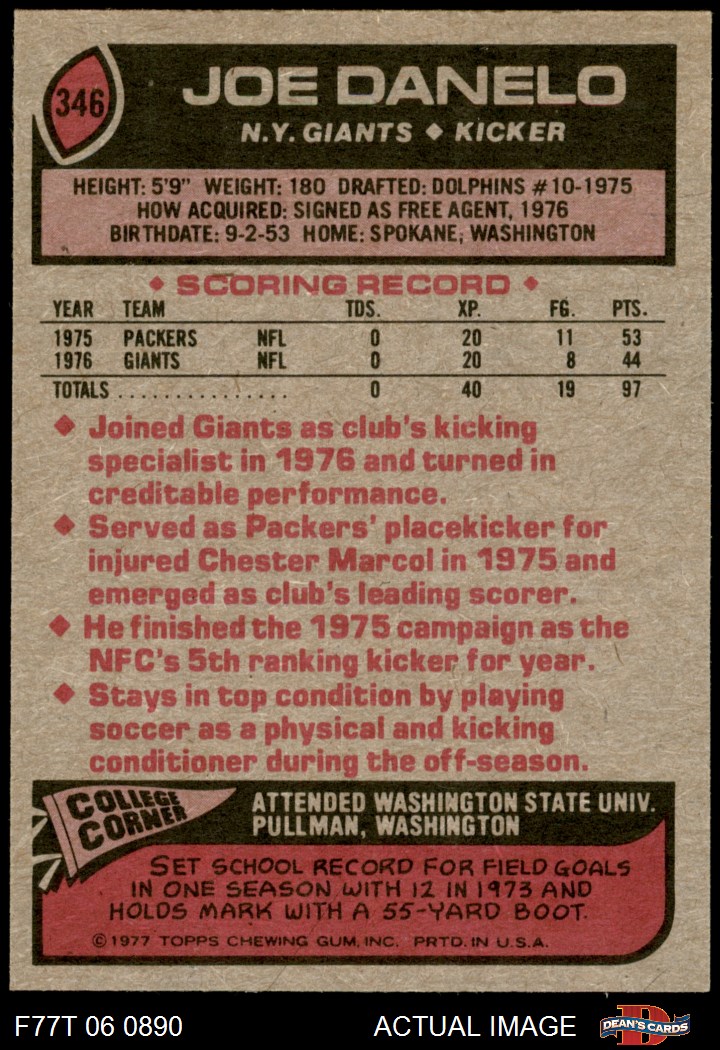 346
JOE DANELO
N.Y. GIANTS ♦ KICKER
HEIGHT: 5'9" WEIGHT: 180 DRAFTED: DOLPHINS #10-1975
HOW ACQUIRED: SIGNED AS FREE AGENT, 1976
BIRTHDATE: 9-2-53 HOME: SPOKANE, WASHINGTON
♦ SCORING RECORD ♦
YEAR TEAM TDS. XP. FG. PTS.
1975 PACKERS NFL 0 20 11 53
1976 GIANTS NFL 0 20 8 44
TOTALS . . . . . . . . . . . . . . . 0 40 19 97
♦ Joined Giants as club's kicking
specialist in 1976 and turned in
creditable performance.
♦ Served as Packers' placekicker for
injured Chester Marcol in 1975 and
emerged as club's leading scorer.
♦ He finished the 1975 campaign as the
NFC's 5th ranking kicker for year.
♦ Stays in top condition by playing
soccer as a physical and kicking
conditioner during the off-season.
COLLEGE
CORNER
ATTENDED WASHINGTON STATE UNIV.
PULLMAN, WASHINGTON
SET SCHOOL RECORD FOR FIELD GOALS
IN ONE SEASON WITH 12 IN 1973 AND
HOLDS MARK WITH A 55-YARD BOOT.
© 1977 TOPPS CHEWING GUM, INC. PRTD. IN U.S.A.
F77T 06 0890 ACTUAL IMAGE
D
DEAN'S CARDS